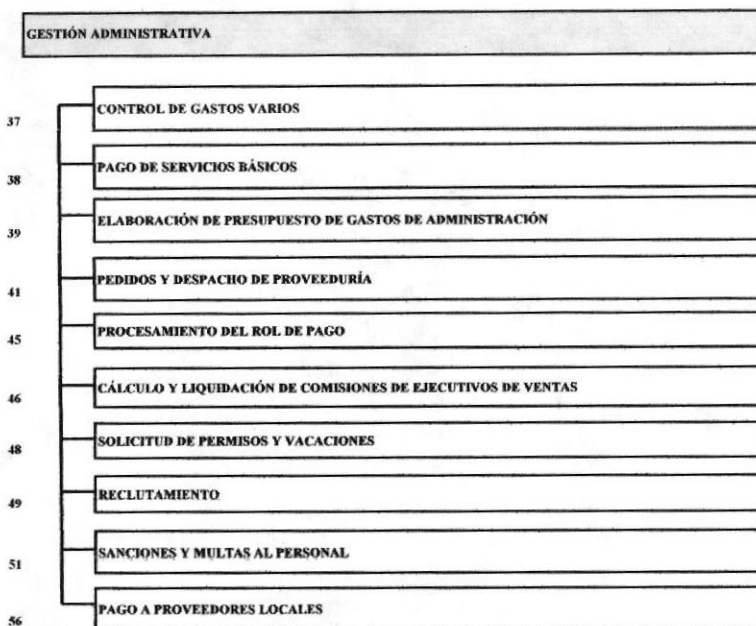 GESTIÓN ADMINISTRATIVA
CONTROL DE GASTOS VARIOS
37
PAGO DE SERVICIOS BÁSICOS
38
ELABORACIÓN DE PRESUPUESTO DE GASTOS DE ADMINISTRACIÓN
39
PEDIDOS Y DESPACHO DE PROVEEDURÍA
41
PROCESAMIENTO DEL ROL DE PAGO
45
CÁLCULO Y LIQUIDACIÓN DE COMISIONES DE EJECUTIVOS DE VENTAS
46
SOLICITUD DE PERMISOS Y VACACIONES
48
RECLUTAMIENTO
49
SANCIONES Y MULTAS AL PERSONAL
51
PAGO A PROVEEDORES LOCALES
56